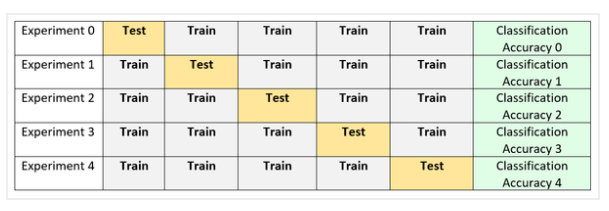 Experiment 0 Test Train Train Train Train Classification
Accuracy 0
Experiment 1 Train Test Train Train Train Classification
Accuracy 1
Experiment 2 Train Train Test Train Train Classification
Accuracy 2
Experiment 3 Train Train Train Test Train Classification
Accuracy 3
Experiment 4 Train Train Train Train Test Classification
Accuracy 4